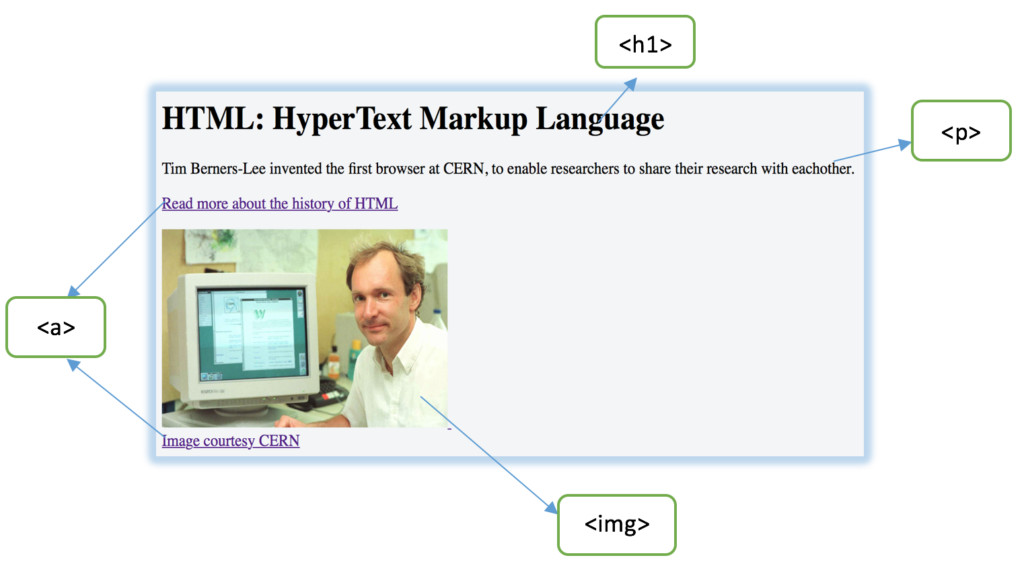 <h1>
HTML: HyperText Markup Language
<p>
Tim Berners-Lee invented the first browser at CERN, to enable researchers to share their research with eachother.
Read more about the history of HTML
<a>
Image courtesy CERN
<img>